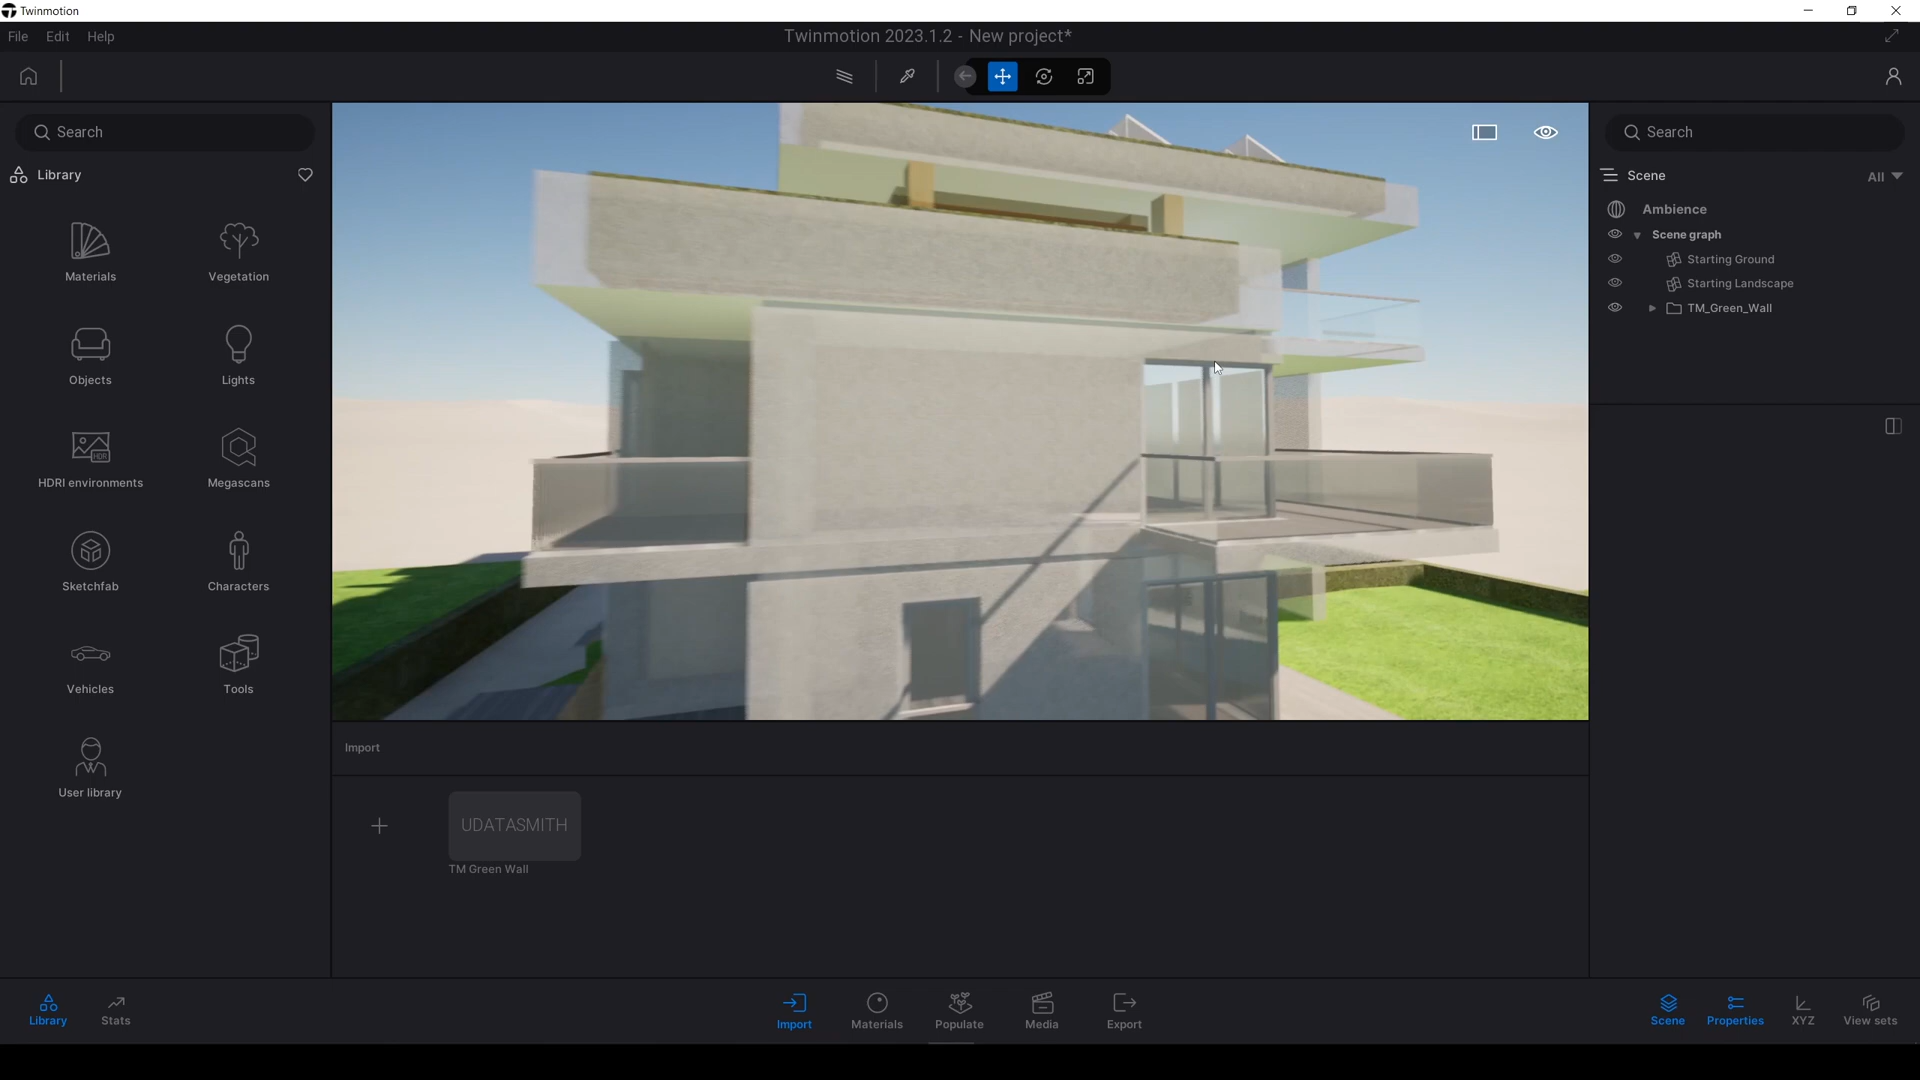 Twinmotion
File Edit Help
Twinmotion 2023.1.2 - New project*
Search
Library
Materials
Vegetation
Objects
Lights
HDR
HDRI environments
Megascans
Sketchfab
Characters
Vehicles
Tools
User library
Search
Scene
All
Ambience
Scene graph
Starting Ground
Starting Landscape
TM_Green_Wall
Import
UDATASMITH
TM Green Wall
Library
Stats
Import
Materials
Populate
Media
Export
Scene
Properties
XYZ
View sets